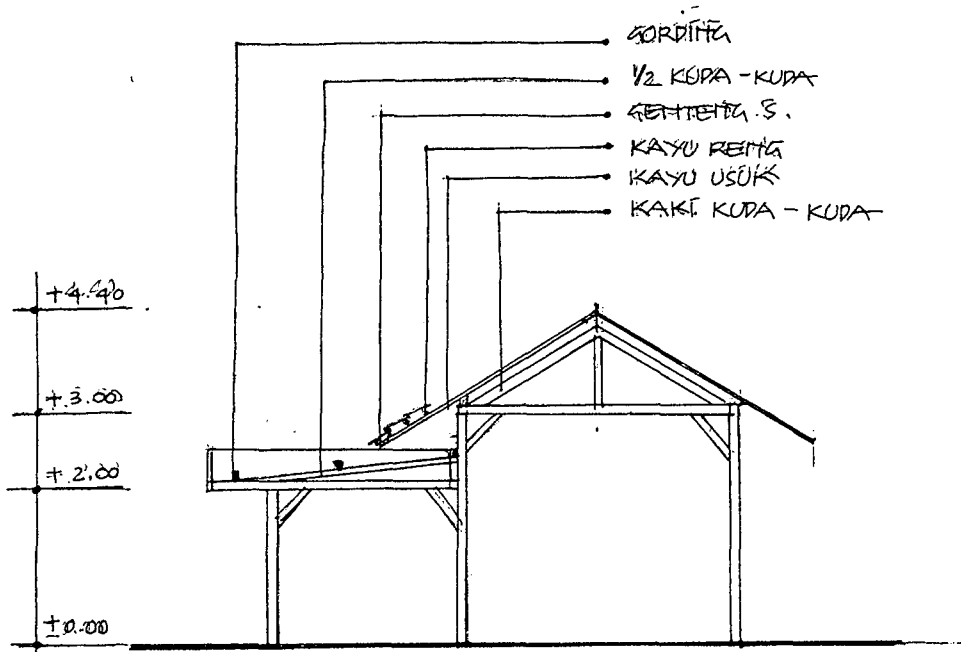 GORDING
1/2 KUDA - KUDA
GENTENG S.
KAYU RENG
KAYU USUK
KAKI KUDA - KUDA
+4.40
+3.00
+2.00
±0.00